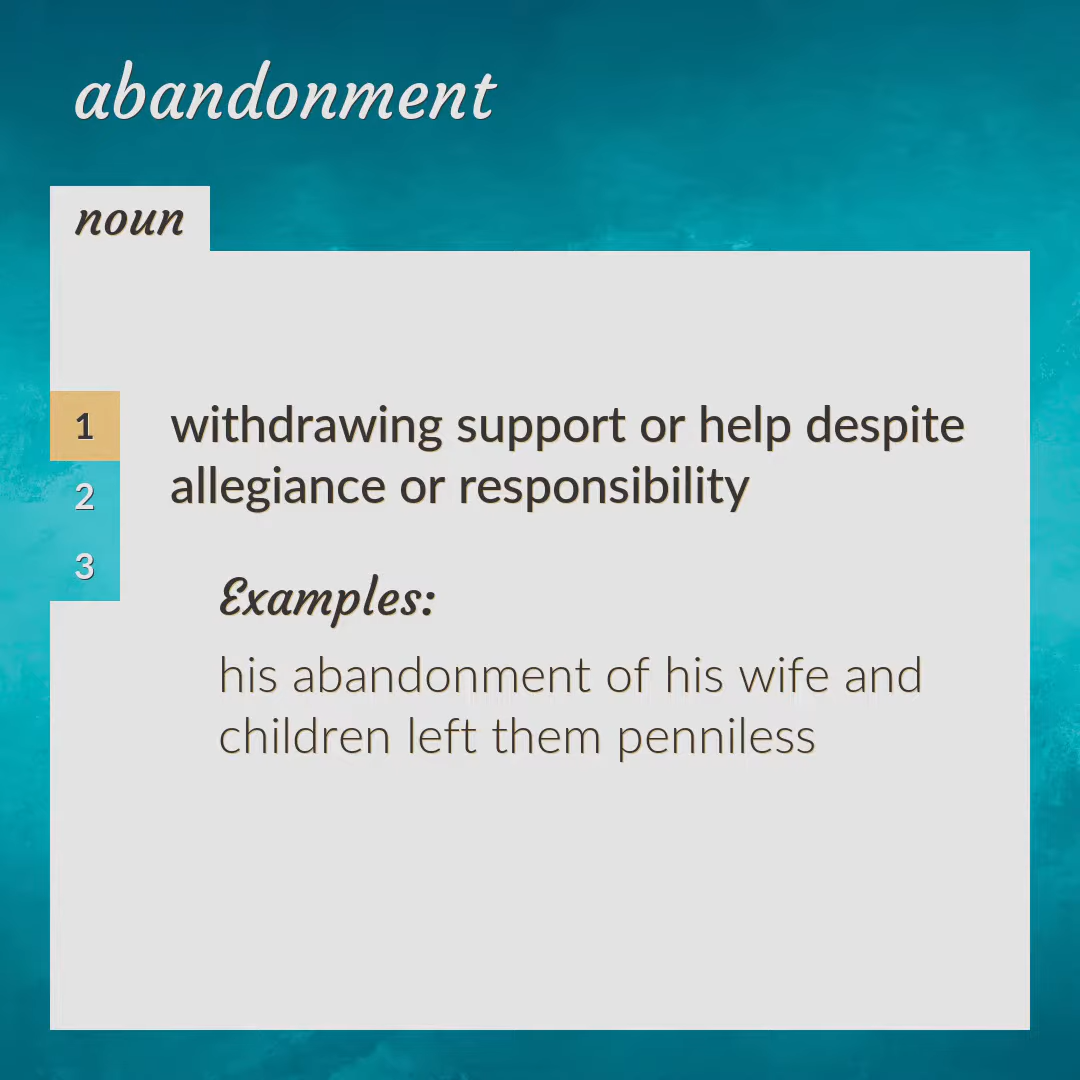 abandonment
noun
1
withdrawing support or help despite
allegiance or responsibility
2
3
Examples:
his abandonment of his wife and
children left them penniless